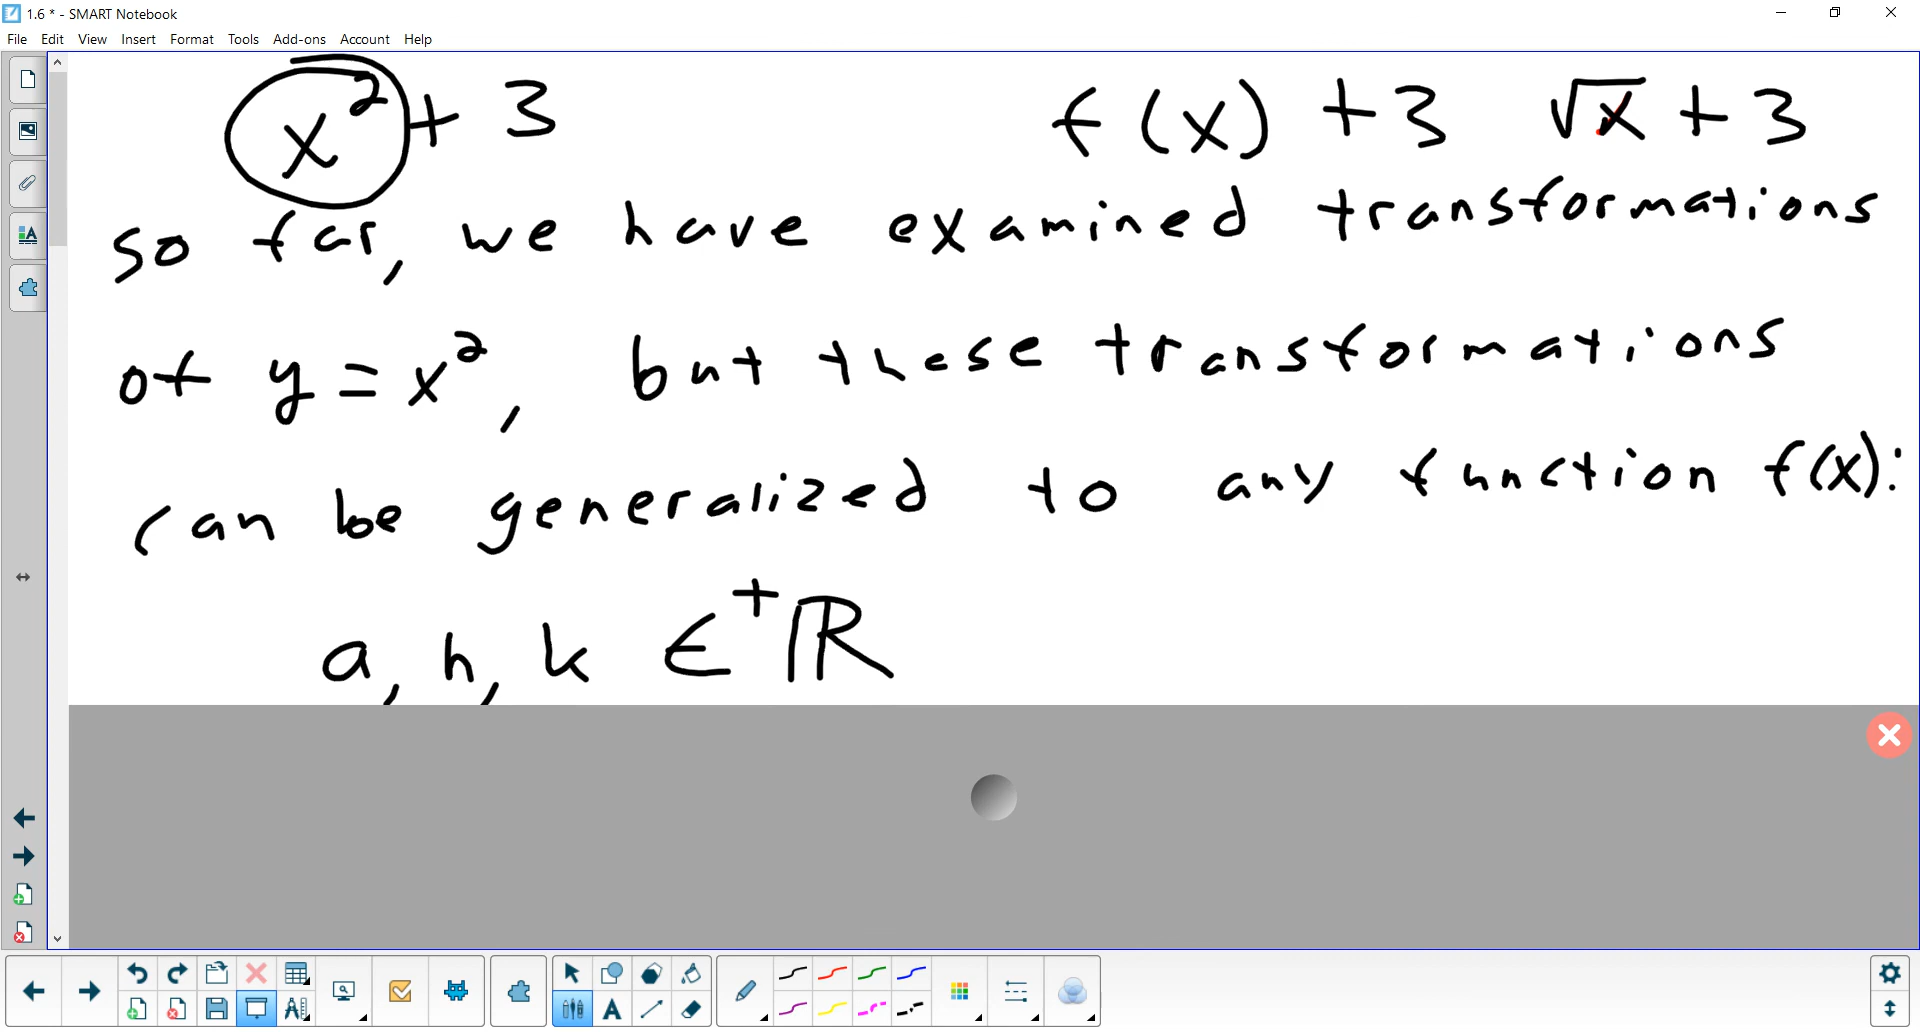 1.6 * - SMART Notebook
File Edit View Insert Format Tools Add-ons Account Help
x² + 3 f(x) + 3 √x + 3
so far, we have examined transformations
of y = x², but these transformations
can be generalized to any function f(x):
a, h, k ∈ ⁺ℝ